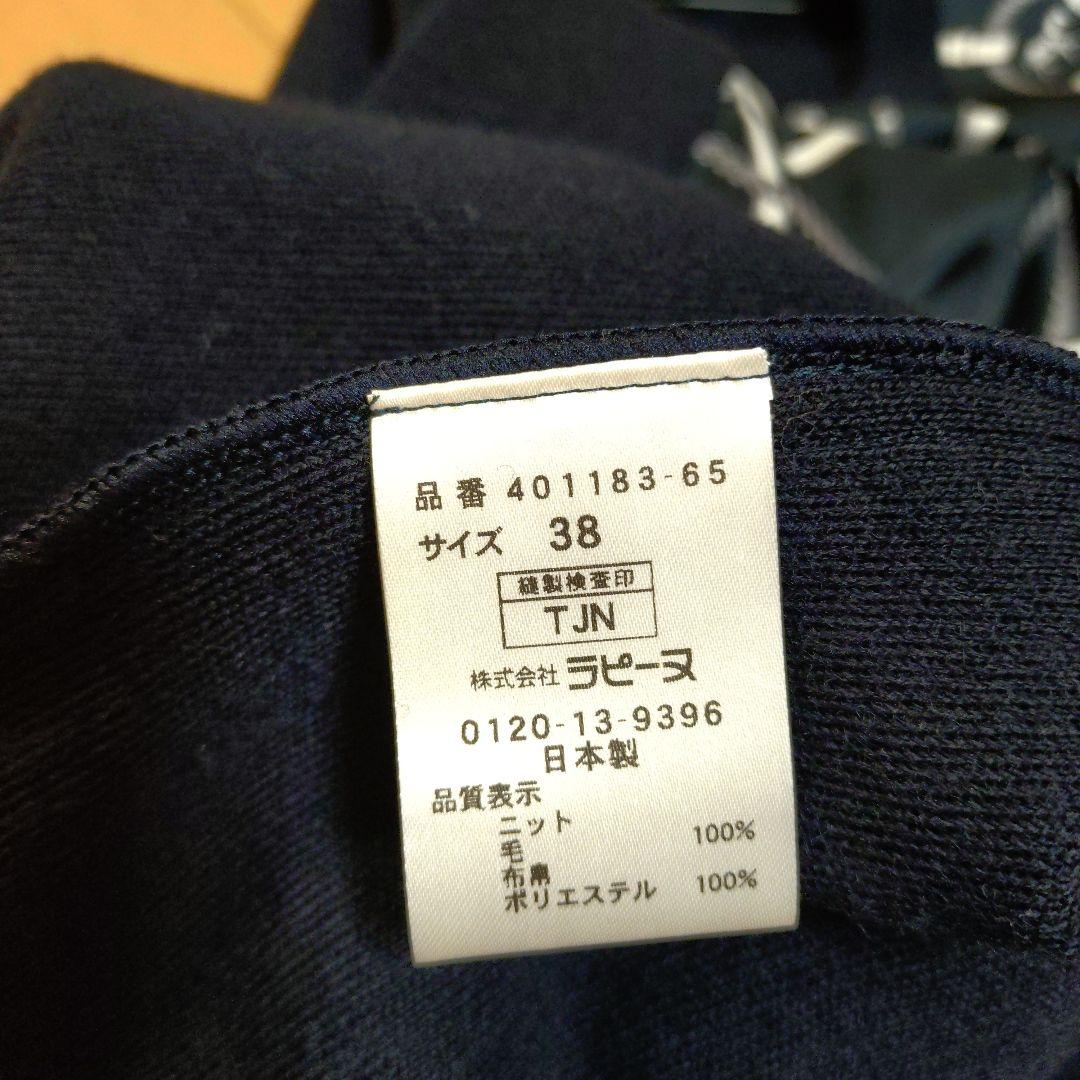 品番 401183-65
サイズ 38
縫製検査印
TJN
株式会社 ラピーヌ
0120-13-9396
日本製
品質表示
ニット
毛 100%
布帛
ポリエステル 100%